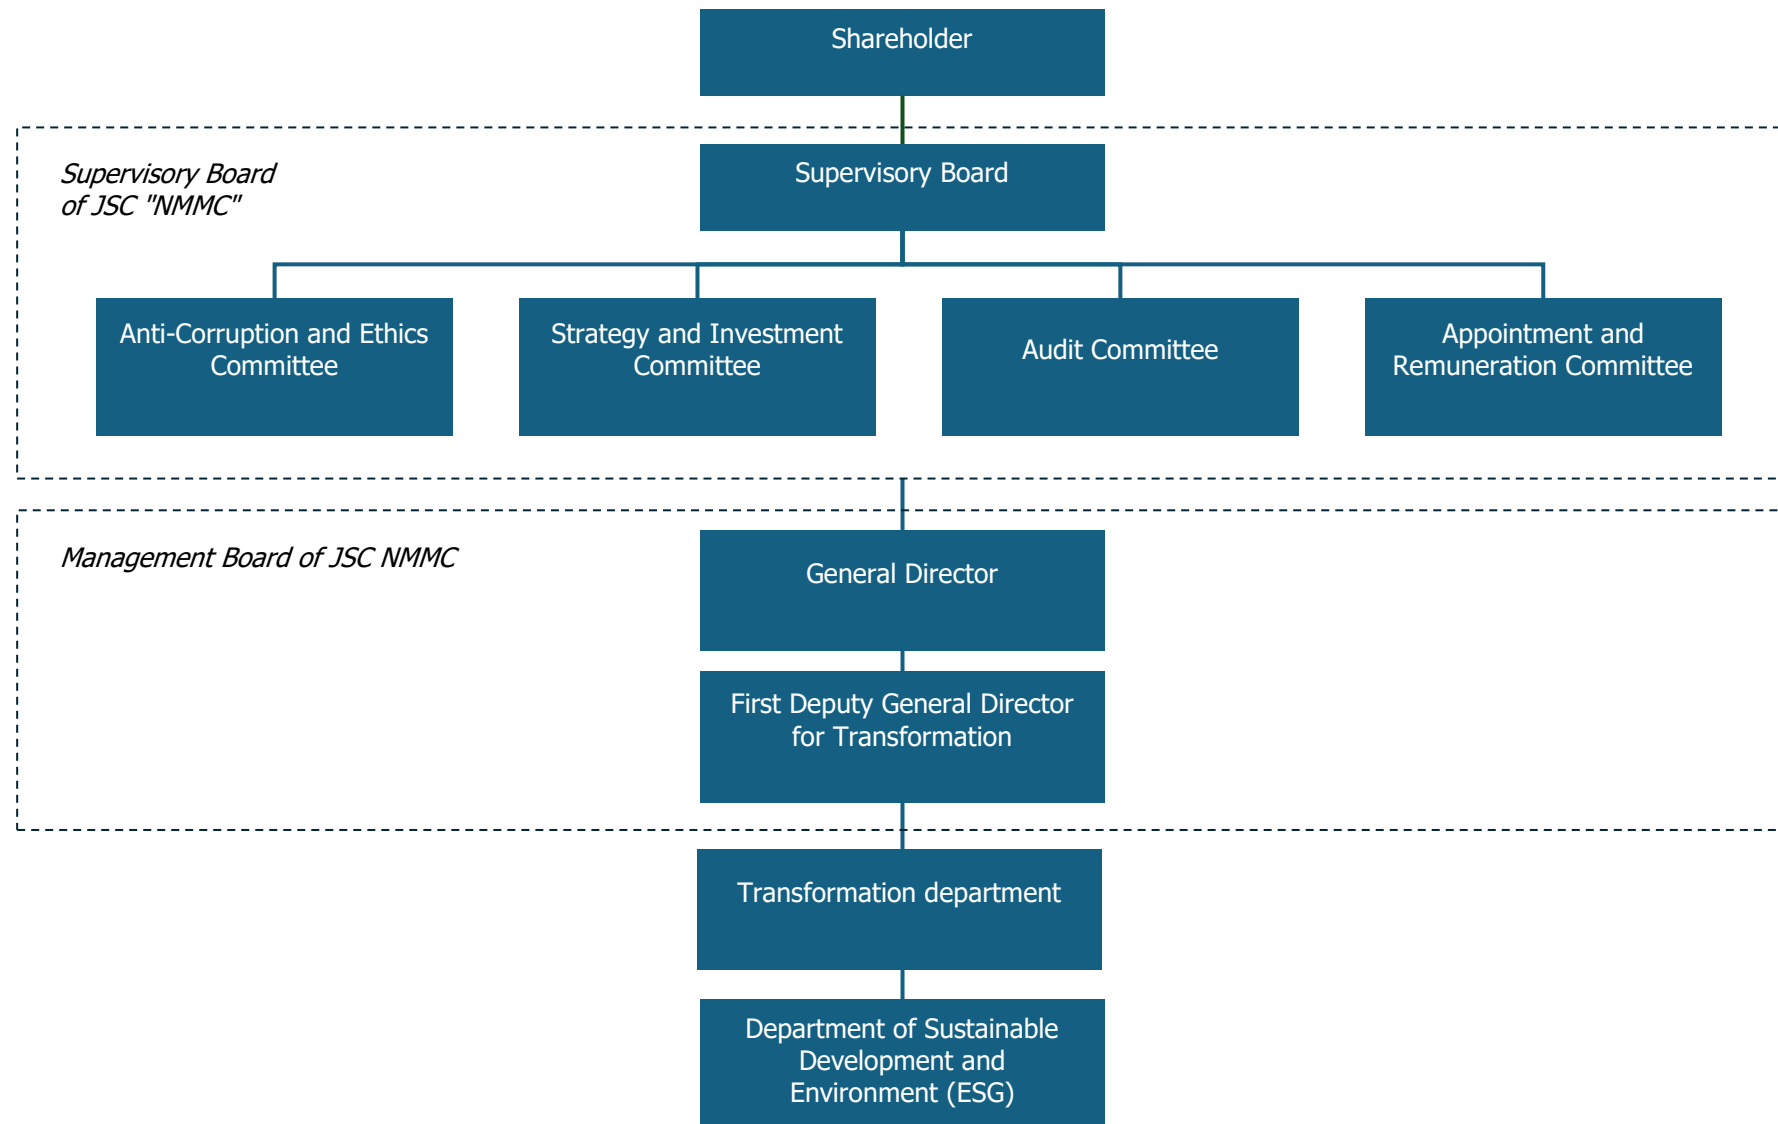 Shareholder
Supervisory Board
of JSC "NMMC"
Supervisory Board
Anti-Corruption and Ethics
Committee
Strategy and Investment
Committee
Audit Committee
Appointment and
Remuneration Committee
Management Board of JSC NMMC
General Director
First Deputy General Director
for Transformation
Transformation department
Department of Sustainable
Development and
Environment (ESG)